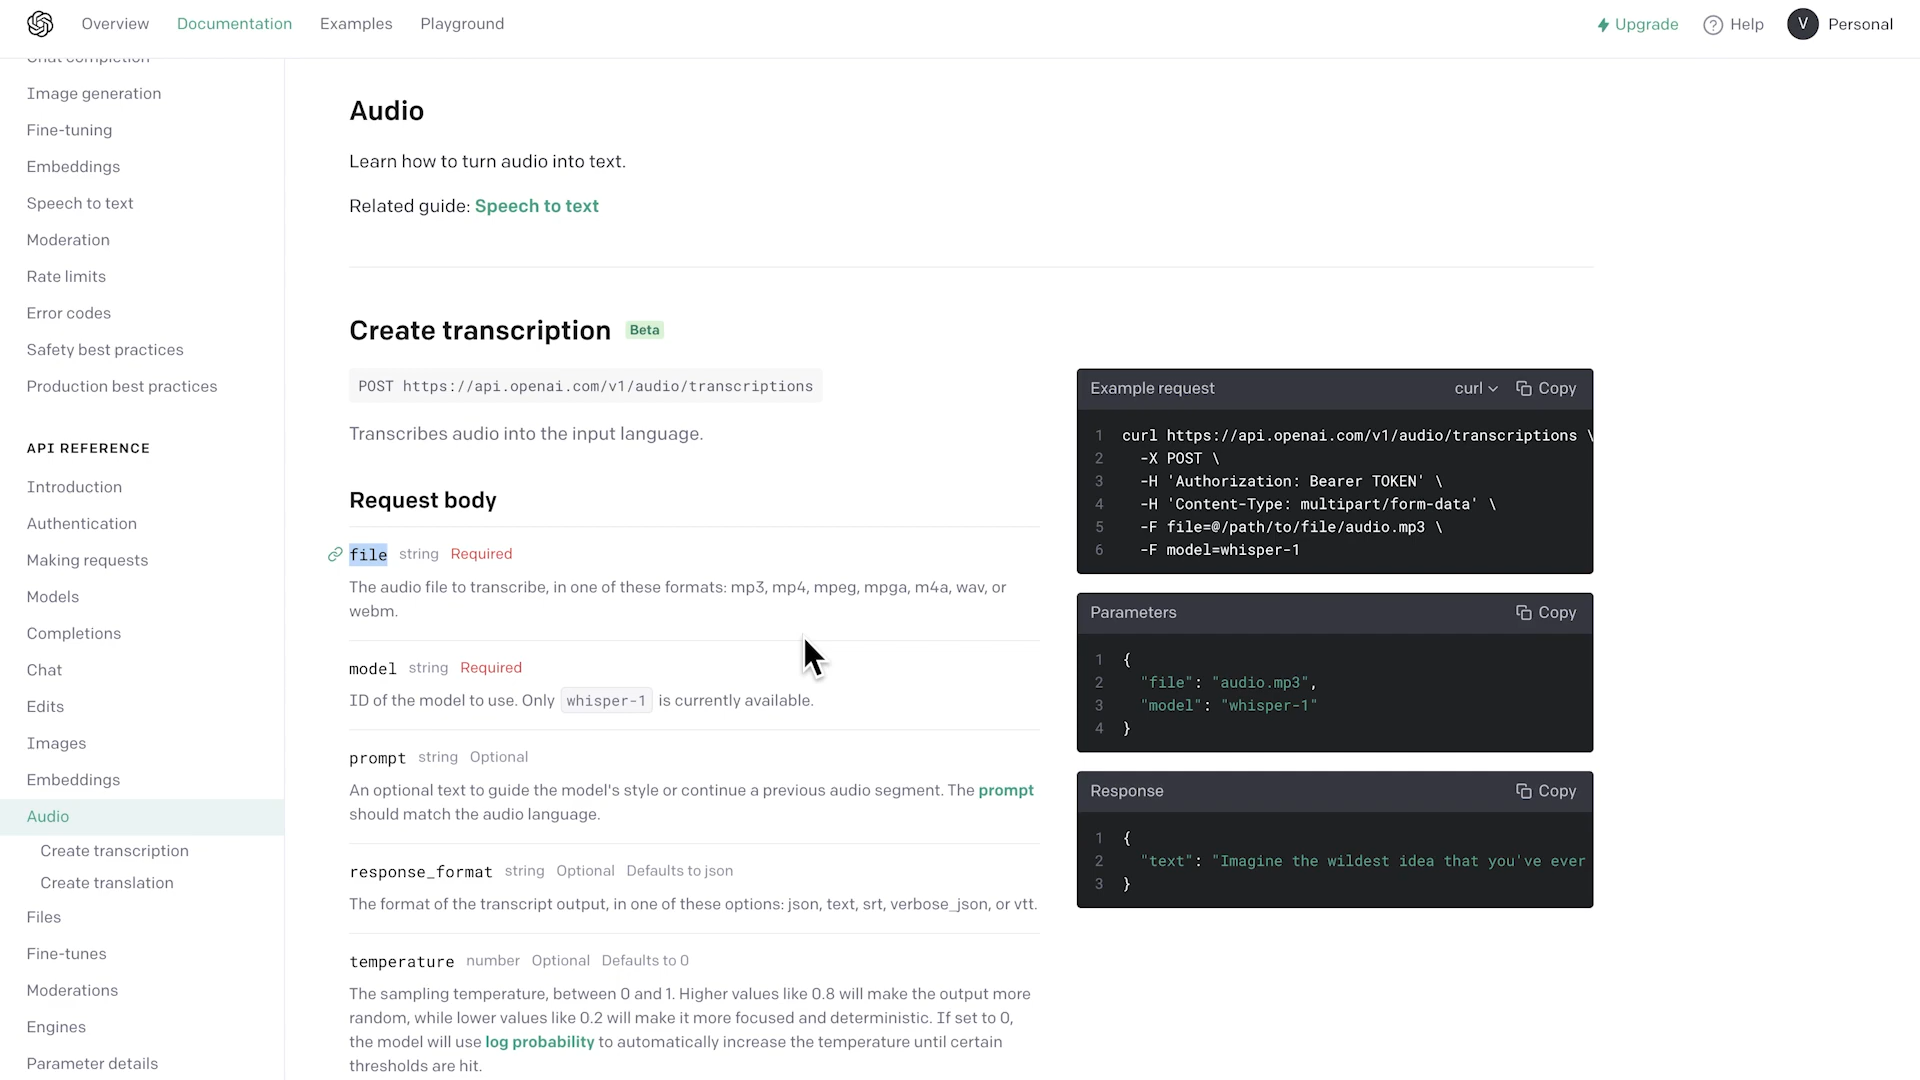 Overview Documentation Examples Playground
Upgrade Help V Personal
Chat completion
Image generation
Fine-tuning
Embeddings
Speech to text
Moderation
Rate limits
Error codes
Safety best practices
Production best practices
API REFERENCE
Introduction
Authentication
Making requests
Models
Completions
Chat
Edits
Images
Embeddings
Audio
Create transcription
Create translation
Files
Fine-tunes
Moderations
Engines
Parameter details
Audio
Learn how to turn audio into text.
Related guide: Speech to text
Create transcription Beta
POST https://api.openai.com/v1/audio/transcriptions
Transcribes audio into the input language.
Request body
file string Required
The audio file to transcribe, in one of these formats: mp3, mp4, mpeg, mpga, m4a, wav, or
webm.
model string Required
ID of the model to use. Only whisper-1 is currently available.
prompt string Optional
An optional text to guide the model's style or continue a previous audio segment. The prompt
should match the audio language.
response_format string Optional Defaults to json
The format of the transcript output, in one of these options: json, text, srt, verbose_json, or vtt.
temperature number Optional Defaults to 0
The sampling temperature, between 0 and 1. Higher values like 0.8 will make the output more
random, while lower values like 0.2 will make it more focused and deterministic. If set to 0,
the model will use log probability to automatically increase the temperature until certain
thresholds are hit.
Example request curl Copy
1 curl https://api.openai.com/v1/audio/transcriptions \
2 -X POST \
3 -H 'Authorization: Bearer TOKEN' \
4 -H 'Content-Type: multipart/form-data' \
5 -F file=@/path/to/file/audio.mp3 \
6 -F model=whisper-1
Parameters Copy
1 {
2 "file": "audio.mp3",
3 "model": "whisper-1"
4 }
Response Copy
1 {
2 "text": "Imagine the wildest idea that you've ever
3 }